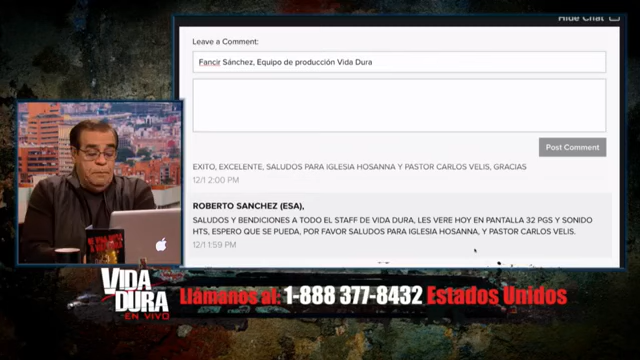 Hide Chat
Leave a Comment:
Fancir Sánchez, Equipo de producción Vida Dura
Post Comment
EXITO, EXCELENTE, SALUDOS PARA IGLESIA HOSANNA Y PASTOR CARLOS VELIS, GRACIAS
12/1 2:00 PM
ROBERTO SANCHEZ (ESA),
SALUDOS Y BENDICIONES A TODO EL STAFF DE VIDA DURA, LES VERE HOY EN PANTALLA 32 PGS Y SONIDO
HTS, ESPERO QUE SE PUEDA, POR FAVOR SALUDOS PARA IGLESIA HOSANNA, Y PASTOR CARLOS VELIS.
12/1 1:59 PM
VIDA
DURA
EN VIVO
Llámanos al: 1-888 377-8432 Estados Unidos